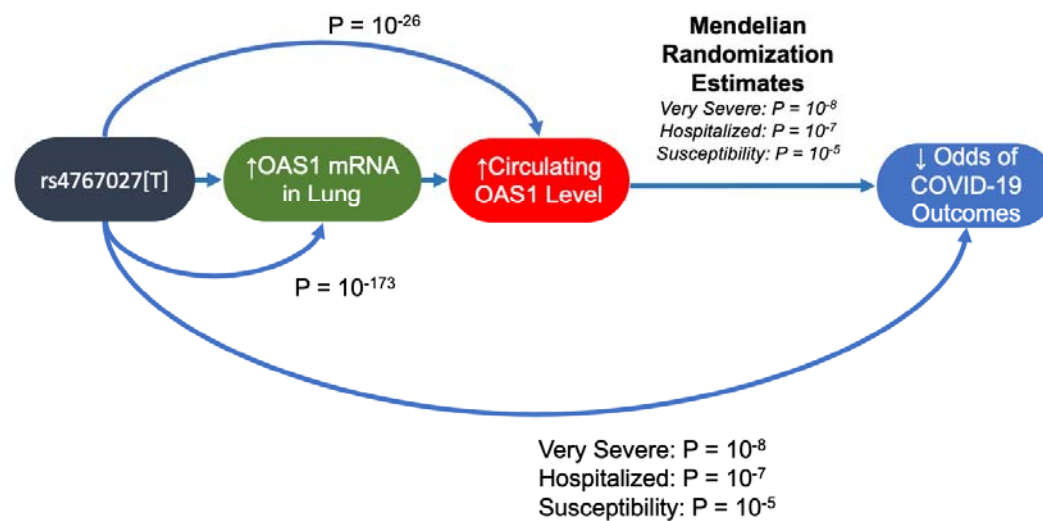 P = 10⁻²⁶
Mendelian
Randomization
Estimates
Very Severe: P = 10⁻⁸
Hospitalized: P = 10⁻⁷
Susceptibility: P = 10⁻⁵
rs4767027[T]
↑OAS1 mRNA
in Lung
↑Circulating
OAS1 Level
↓ Odds of
COVID-19
Outcomes
P = 10⁻¹⁷³
Very Severe: P = 10⁻⁸
Hospitalized: P = 10⁻⁷
Susceptibility: P = 10⁻⁵